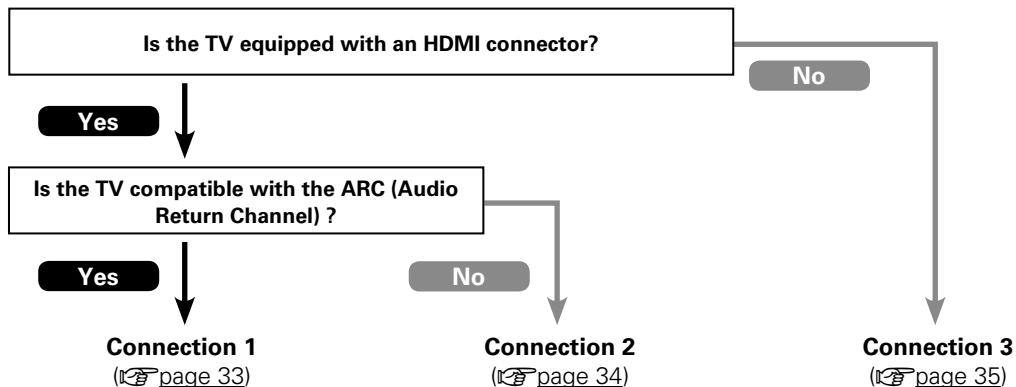 Is the TV equipped with an HDMI connector?
No
Yes
Is the TV compatible with the ARC (Audio
Return Channel) ?
Yes
No
Connection 1
(page 33)
Connection 2
(page 34)
Connection 3
(page 35)